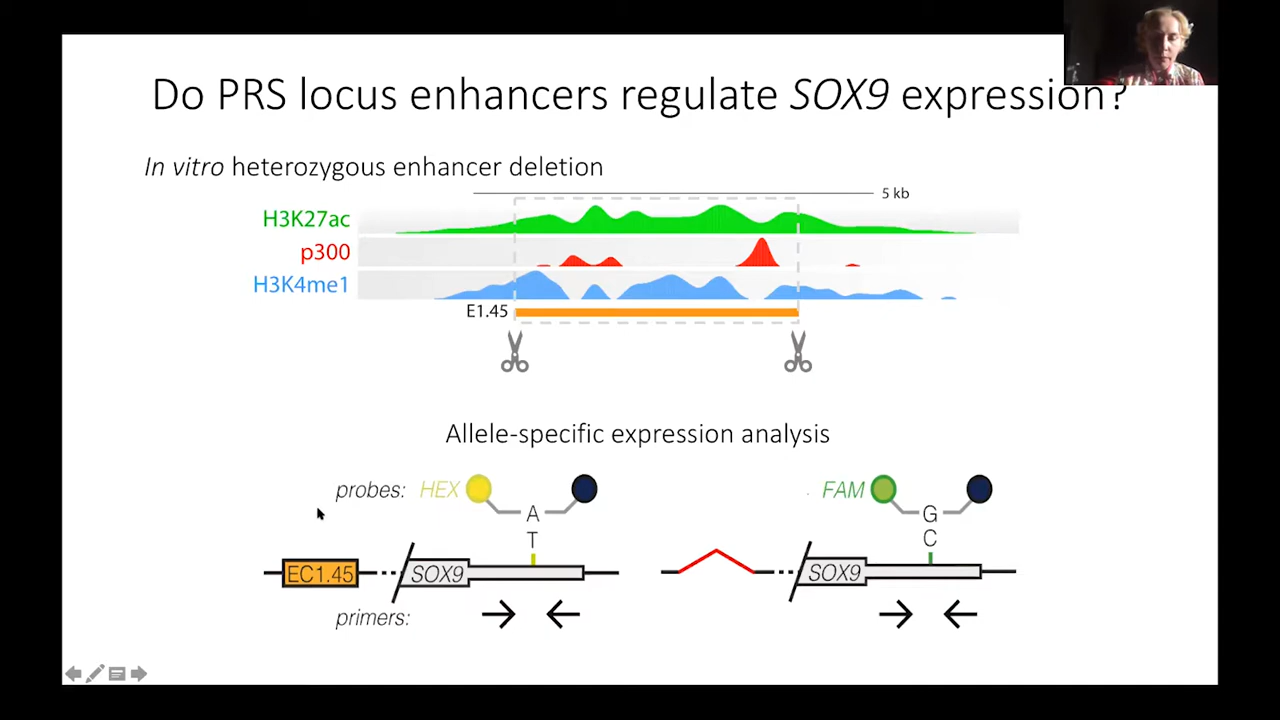 Do PRS locus enhancers regulate SOX9 expression?
In vitro heterozygous enhancer deletion
5 kb
H3K27ac
p300
H3K4me1
E1.45
Allele-specific expression analysis
probes: HEX FAM
A G
T C
EC1.45 SOX9 SOX9
primers: